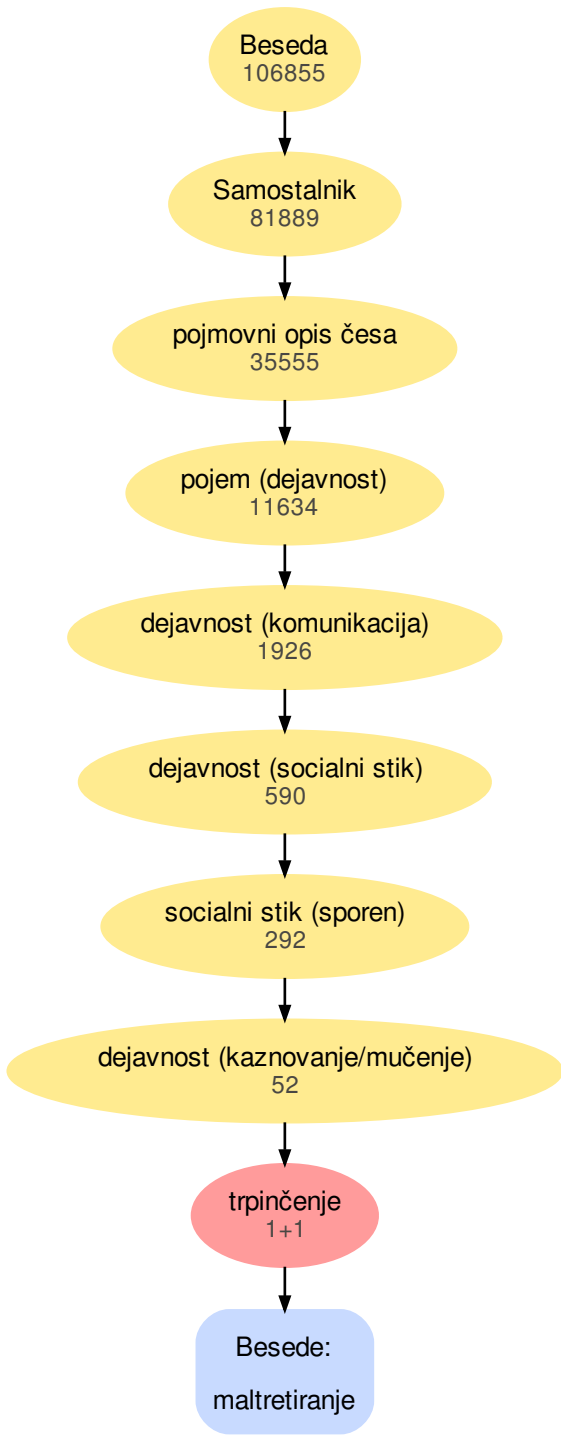 Beseda
106855
Samostalnik
81889
pojmovni opis česa
35555
pojem (dejavnost)
11634
dejavnost (komunikacija)
1926
dejavnost (socialni stik)
590
socialni stik (sporen)
292
dejavnost (kaznovanje/mučenje)
52
trpinčenje
1+1
Besede:
maltretiranje